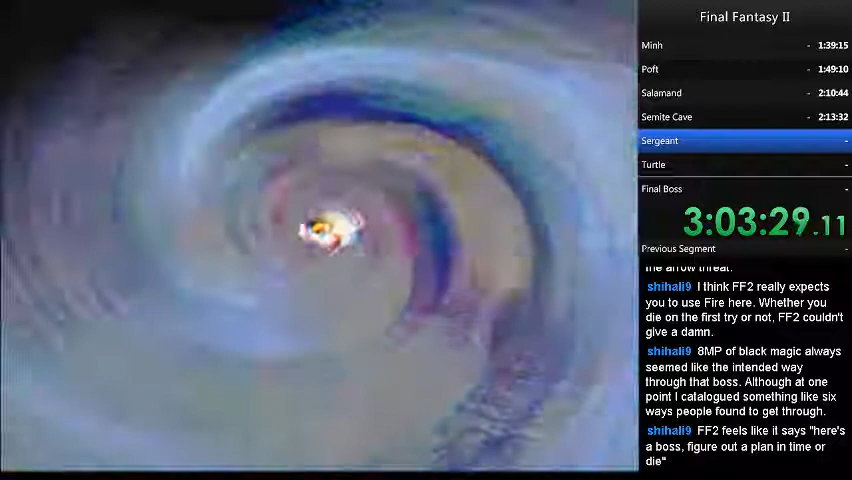 Final Fantasy II
Minh - 1:39:15
Poft - 1:49:10
Salamand - 2:10:44
Semite Cave - 2:13:32
Sergeant -
Turtle -
Final Boss -
3:03:29.11
Previous Segment -
the arrow threat.
shihali9 I think FF2 really expects
you to use Fire here. Whether you
die on the first try or not, FF2 couldn't
give a damn.
shihali9 8MP of black magic always
seemed like the intended way
through that boss. Although at one
point I catalogued something like six
ways people found to get through.
shihali9 FF2 feels like it says "here's
a boss, figure out a plan in time or
die"